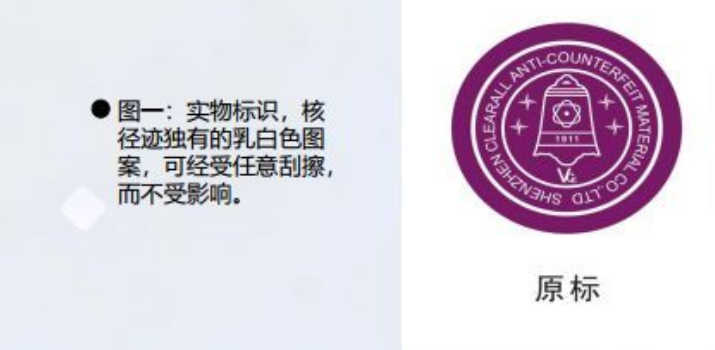 ● 图一：实物标识，核
径迹独有的乳白色图
案，可经受任意刮擦，
而不受影响。
SHENZHEN CLEARALL ANTI-COUNTERFEIT MATERIAL CO.,LTD
1911
原标